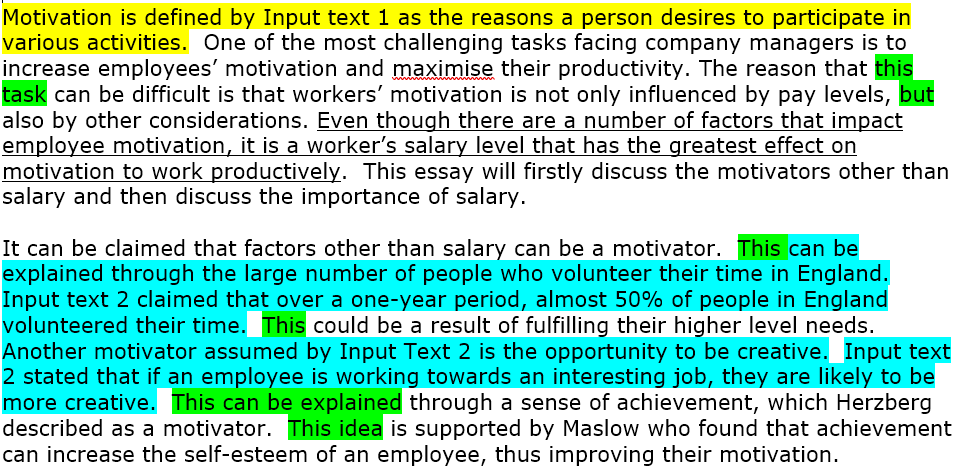 Motivation is defined by Input text 1 as the reasons a person desires to participate in
various activities.  One of the most challenging tasks facing company managers is to
increase employees’ motivation and maximise their productivity. The reason that this
task can be difficult is that workers’ motivation is not only influenced by pay levels, but
also by other considerations. Even though there are a number of factors that impact
employee motivation, it is a worker’s salary level that has the greatest effect on
motivation to work productively.  This essay will firstly discuss the motivators other than
salary and then discuss the importance of salary.

It can be claimed that factors other than salary can be a motivator.  This can be
explained through the large number of people who volunteer their time in England.
Input text 2 claimed that over a one-year period, almost 50% of people in England
volunteered their time.  This could be a result of fulfilling their higher level needs.
Another motivator assumed by Input Text 2 is the opportunity to be creative.  Input text
2 stated that if an employee is working towards an interesting job, they are likely to be
more creative.  This can be explained through a sense of achievement, which Herzberg
described as a motivator.  This idea is supported by Maslow who found that achievement
can increase the self-esteem of an employee, thus improving their motivation.